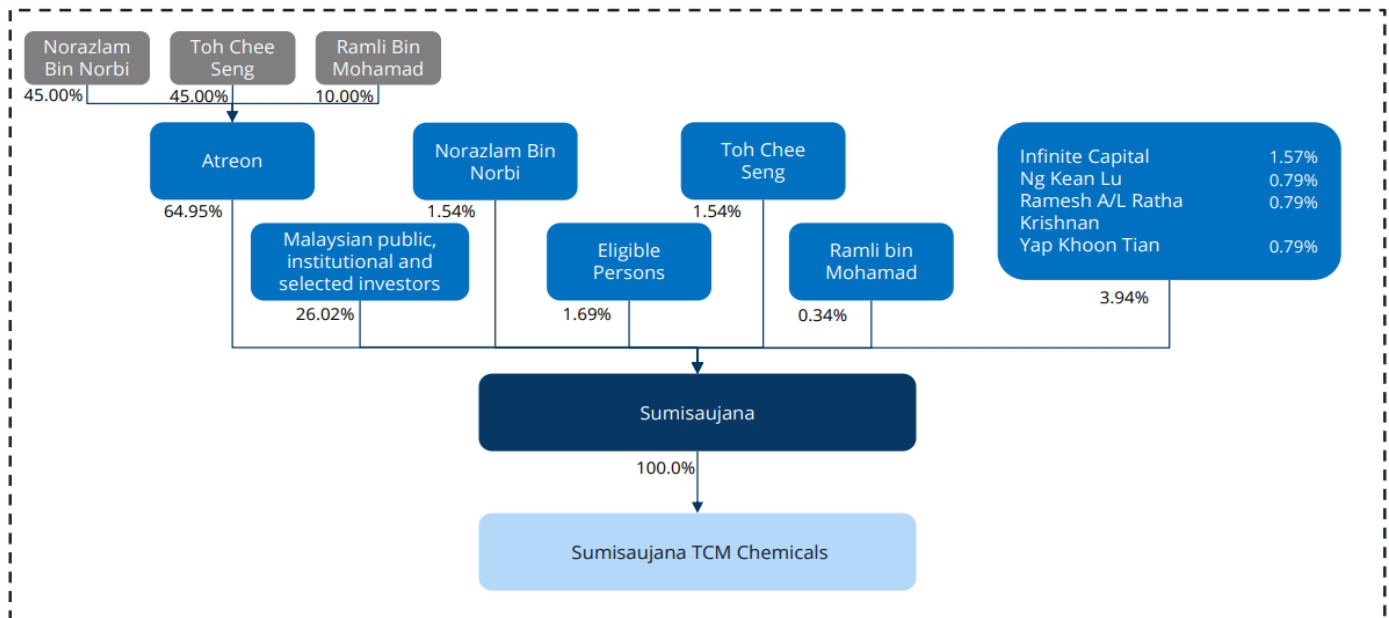 Norazlam
Bin Norbi
Toh Chee
Seng
Ramli Bin
Mohamad
45.00%
45.00%
10.00%
Atreon
Norazlam Bin
Norbi
Toh Chee
Seng
Infinite Capital 1.57%
Ng Kean Lu 0.79%
Ramesh A/L Ratha 0.79%
Krishnan
Yap Khoon Tian 0.79%
64.95%
1.54%
1.54%
Malaysian public,
institutional and
selected investors
Eligible
Persons
Ramli bin
Mohamad
26.02%
1.69%
0.34%
3.94%
Sumisaujana
100.0%
Sumisaujana TCM Chemicals